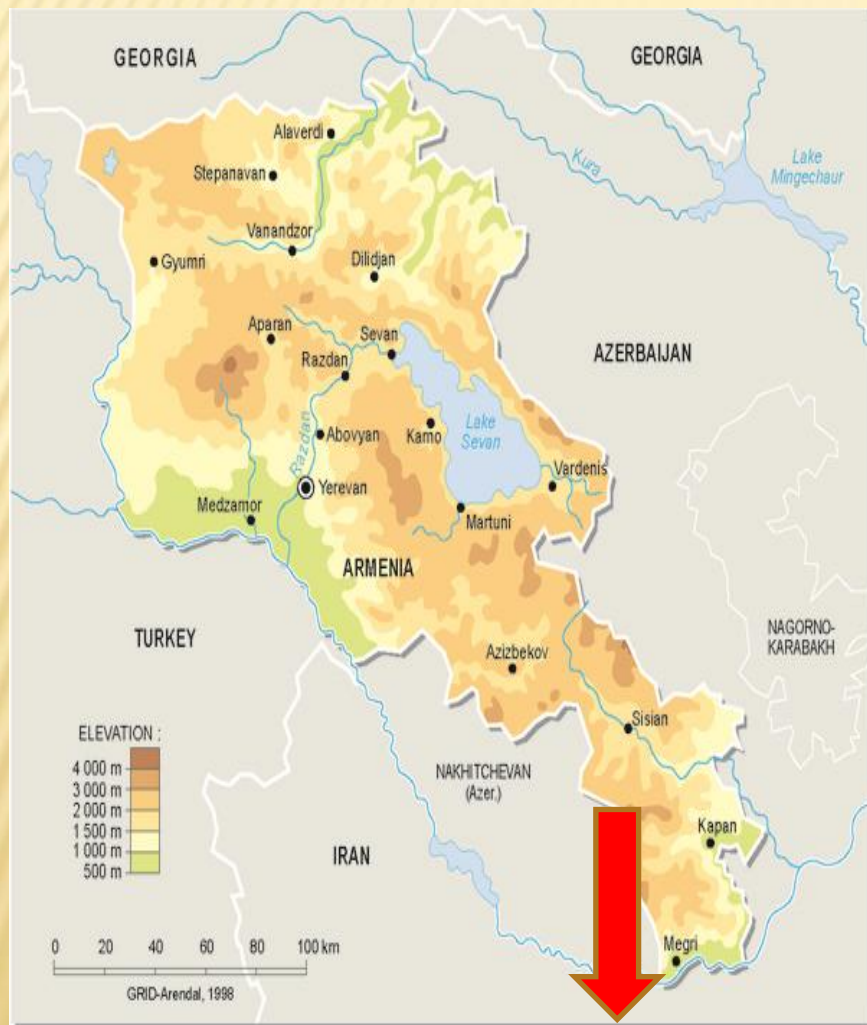 GEORGIA
GEORGIA
Alaverdi
Kura
Lake
Mingechaur
Stepanavan
Vanandzor
Gyumri
Dilidjan
Aparan
Sevan
AZERBAIJAN
Razdan
Razdan
Abovyan
Kamo
Lake
Sevan
Vardenis
Yerevan
Medzamor
Martuni
ARMENIA
TURKEY
NAGORNO-
KARABAKH
Azizbekov
Sisian
ELEVATION :
4 000 m
3 000 m
2 000 m
1 500 m
1 000 m
500 m
NAKHITCHEVAN
(Azer.)
Kapan
IRAN
Megri
0 20 40 60 80 100 km
GRID-Arendal, 1998